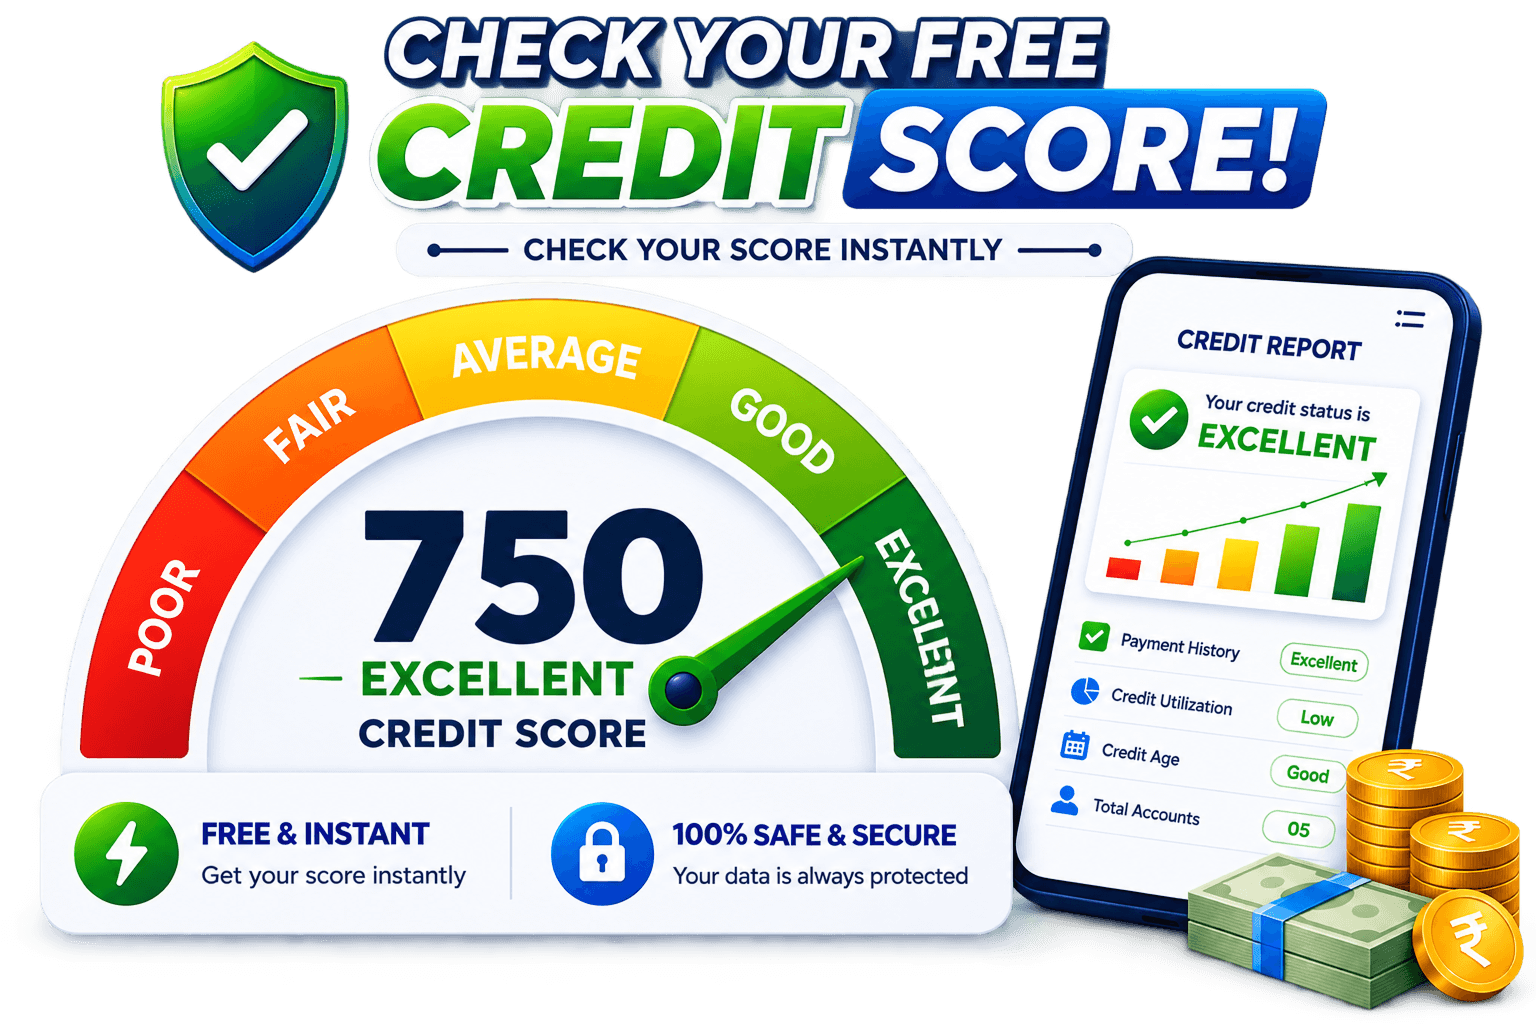 CHECK YOUR FREE
CREDIT SCORE!
CHECK YOUR SCORE INSTANTLY
POOR
FAIR
AVERAGE
GOOD
750
EXCELLENT
CREDIT SCORE
FREE & INSTANT
Get your score instantly
100% SAFE & SECURE
Your data is always protected
CREDIT REPORT
Your credit status is
EXCELLENT
Payment History Excellent
Credit Utilization Low
Credit Age Good
Total Accounts 05
₹
₹
₹